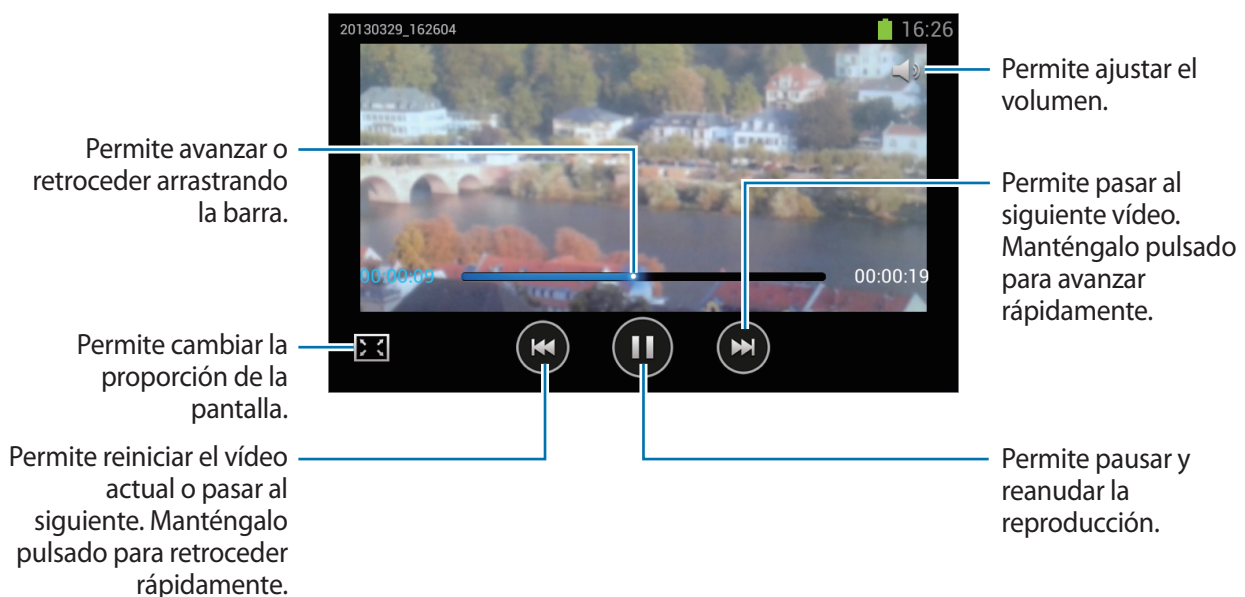 20130329_162604
16:26
Permite ajustar el
volumen.
Permite avanzar o
retroceder arrastrando
la barra.
Permite pasar al
siguiente vídeo.
Manténgalo pulsado
para avanzar
rápidamente.
00:00:09
00:00:19
Permite cambiar la
proporción de la
pantalla.
Permite reiniciar el vídeo
actual o pasar al
siguiente. Manténgalo
pulsado para retroceder
rápidamente.
Permite pausar y
reanudar la
reproducción.